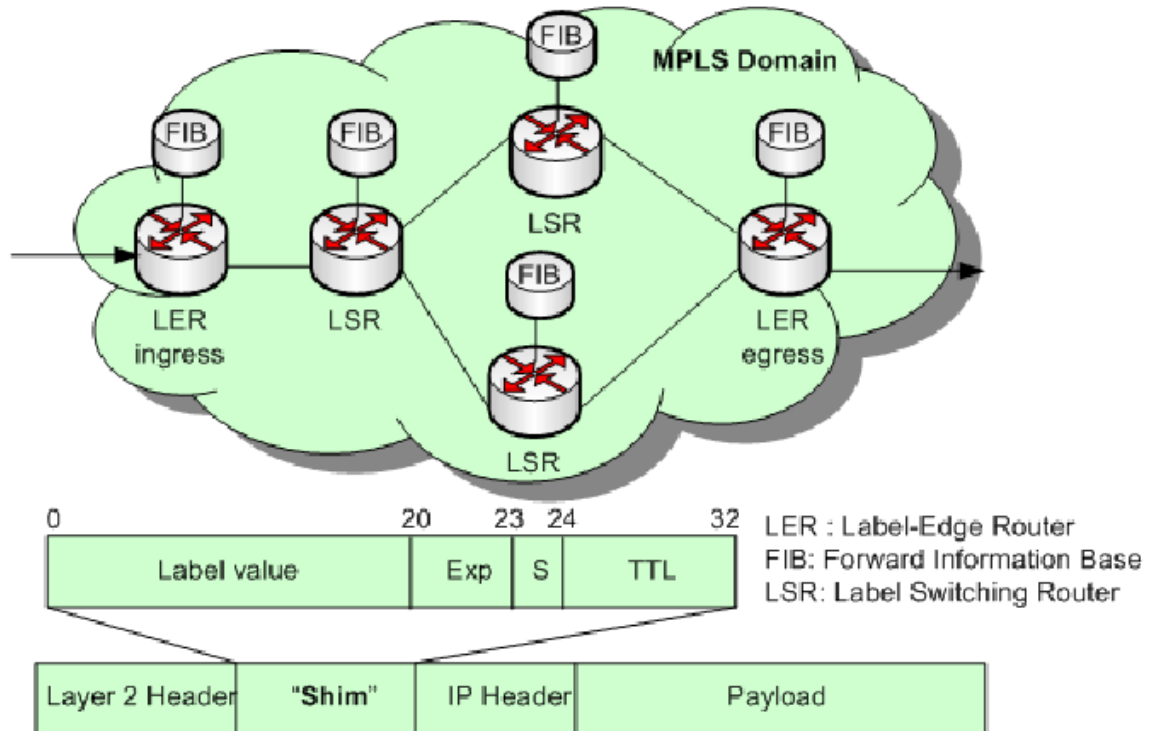 FIB
MPLS Domain
FIB
FIB
FIB
LSR
FIB
LER
ingress
LSR
LER
egress
LSR
0 20 23 24 32
Label value Exp S TTL
LER : Label-Edge Router
FIB: Forward Information Base
LSR: Label Switching Router
Layer 2 Header "Shim" IP Header Payload